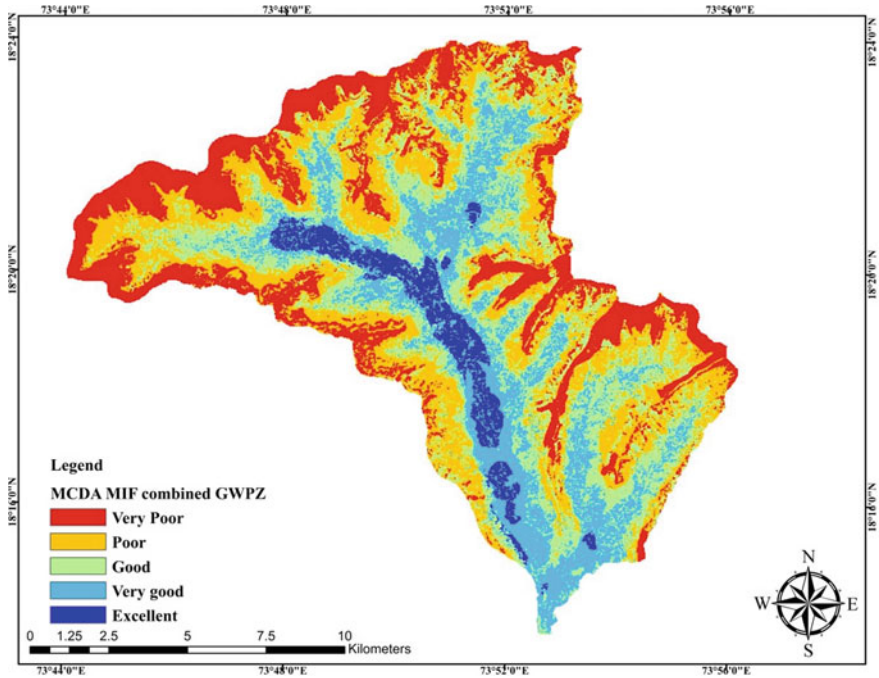 73°44'0"E 73°48'0"E 73°52'0"E 73°56'0"E
18°24'0"N 18°24'0"N
18°20'0"N 18°20'0"N
18°16'0"N 18°16'0"N
Legend
MCDA MIF combined GWPZ
Very Poor
Poor
Good
Very good
Excellent
0 1.25 2.5 5 7.5 10
Kilometers
N
W E
S
73°44'0"E 73°48'0"E 73°52'0"E 73°56'0"E